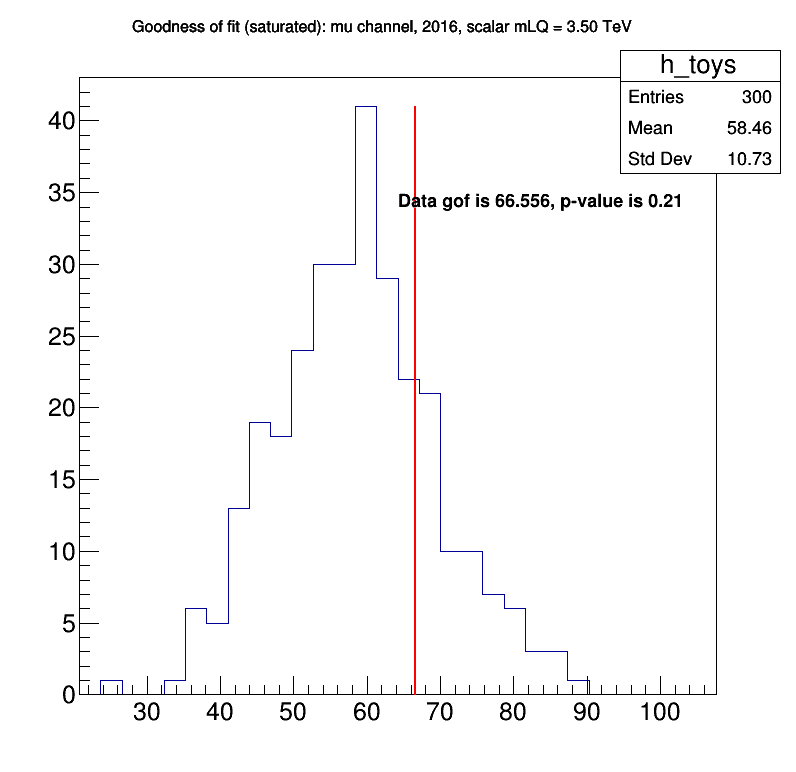 Goodness of fit (saturated): mu channel, 2016, scalar mLQ = 3.50 TeV
h_toys
Entries 300
Mean 58.46
Std Dev 10.73
Data gof is 66.556, p-value is 0.21
40
35
30
25
20
15
10
5
0
30 40 50 60 70 80 90 100